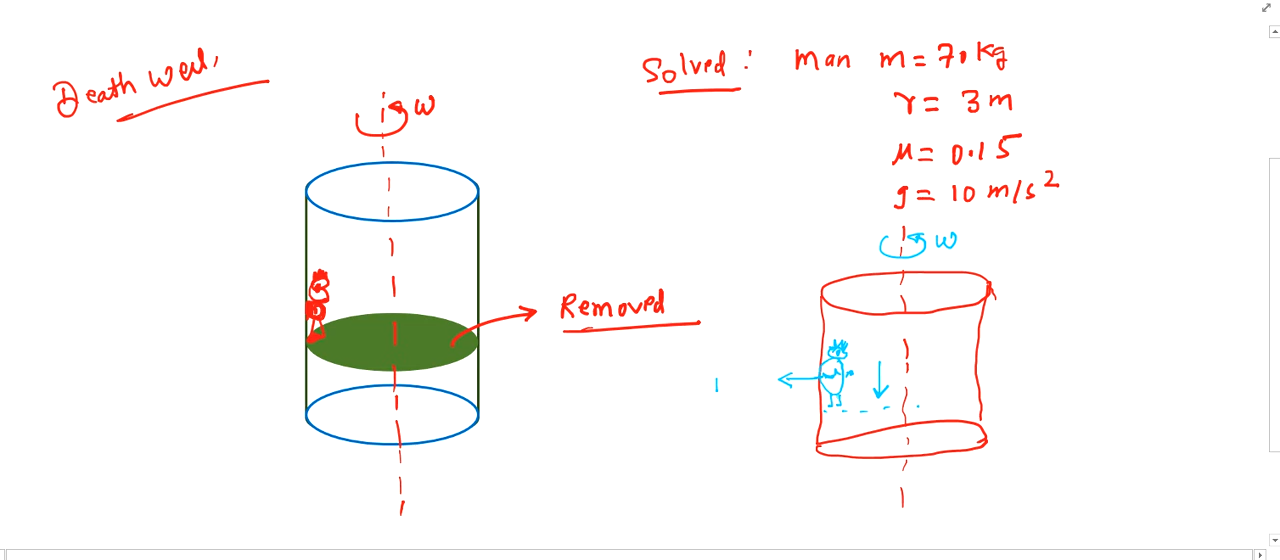 Death well,
Solved : man m = 70 kg
r = 3 m
μ = 0.15
g = 10 m/s²
ω
ω
Removed